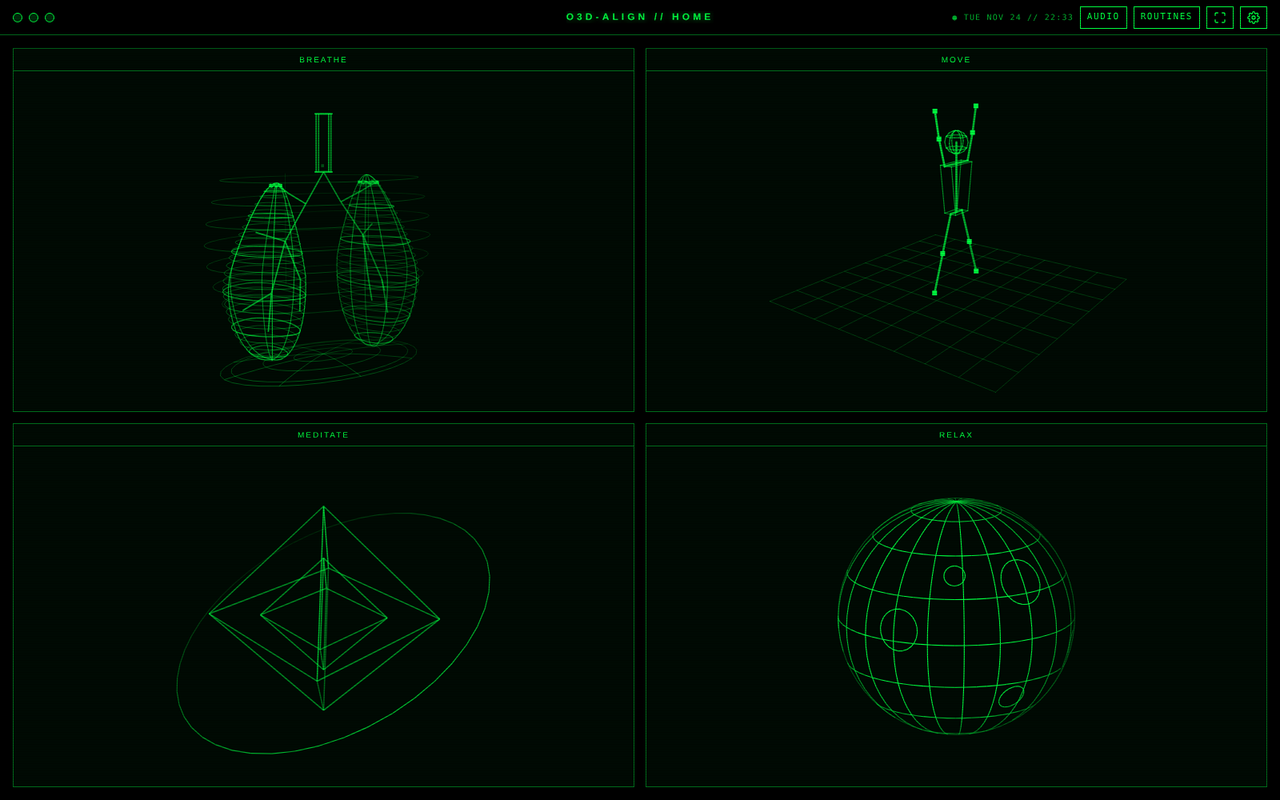 O3D-ALIGN // HOME
● TUE NOV 24 // 22:33
AUDIO
ROUTINES
BREATHE
MOVE
MEDITATE
RELAX